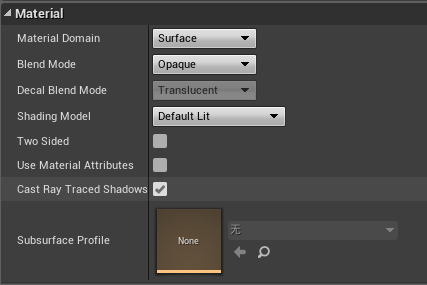 Material
Material Domain Surface
Blend Mode Opaque
Decal Blend Mode Translucent
Shading Model Default Lit
Two Sided
Use Material Attributes
Cast Ray Traced Shadows
Subsurface Profile None 无